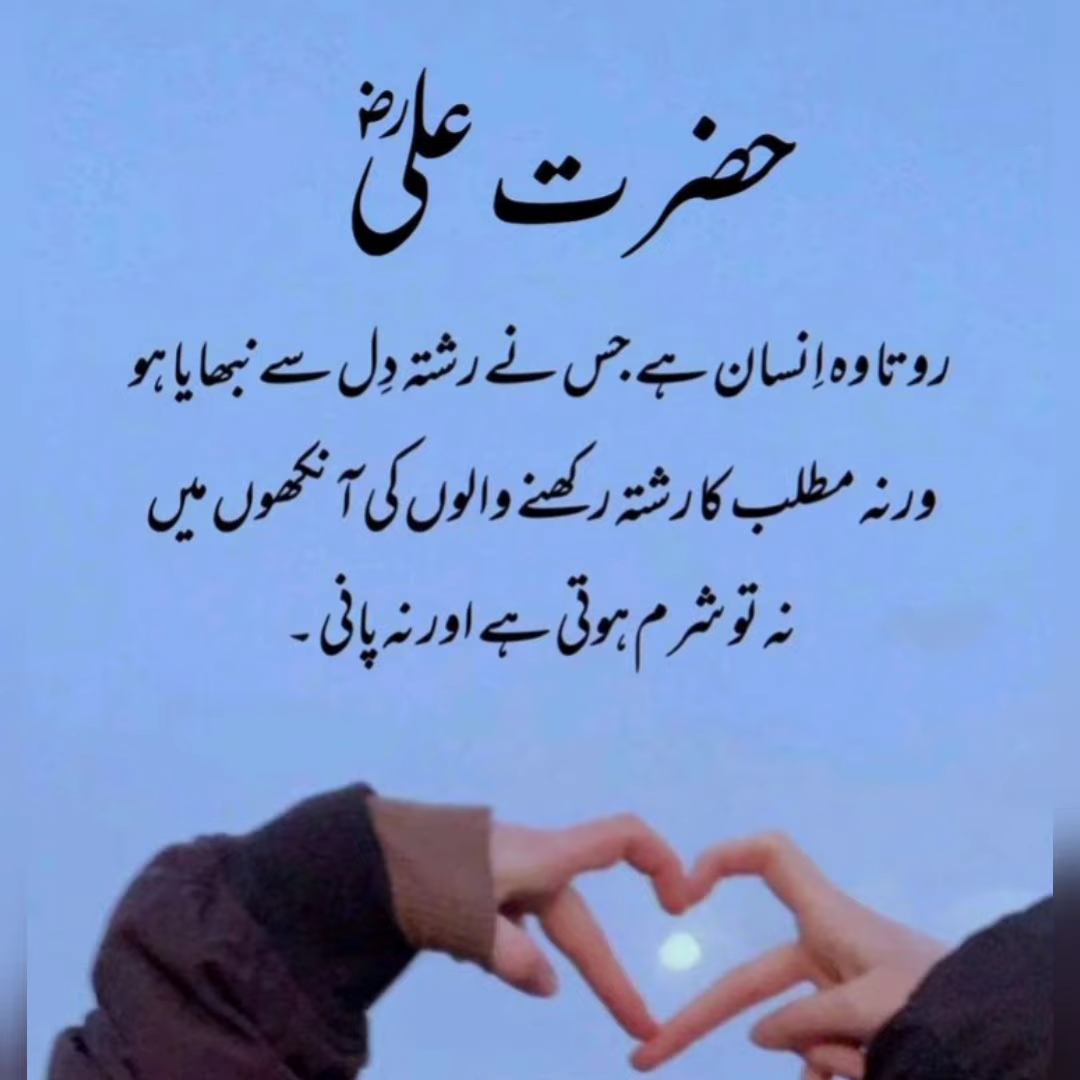 حضرت علیؓ
روتا وہ اِنسان ہے جس نے رشتہ دِل سے نبھایا ہو
ورنہ مطلب کا رشتہ رکھنے والوں کی آنکھوں میں
نہ تو شرم ہوتی ہے اور نہ پانی ۔